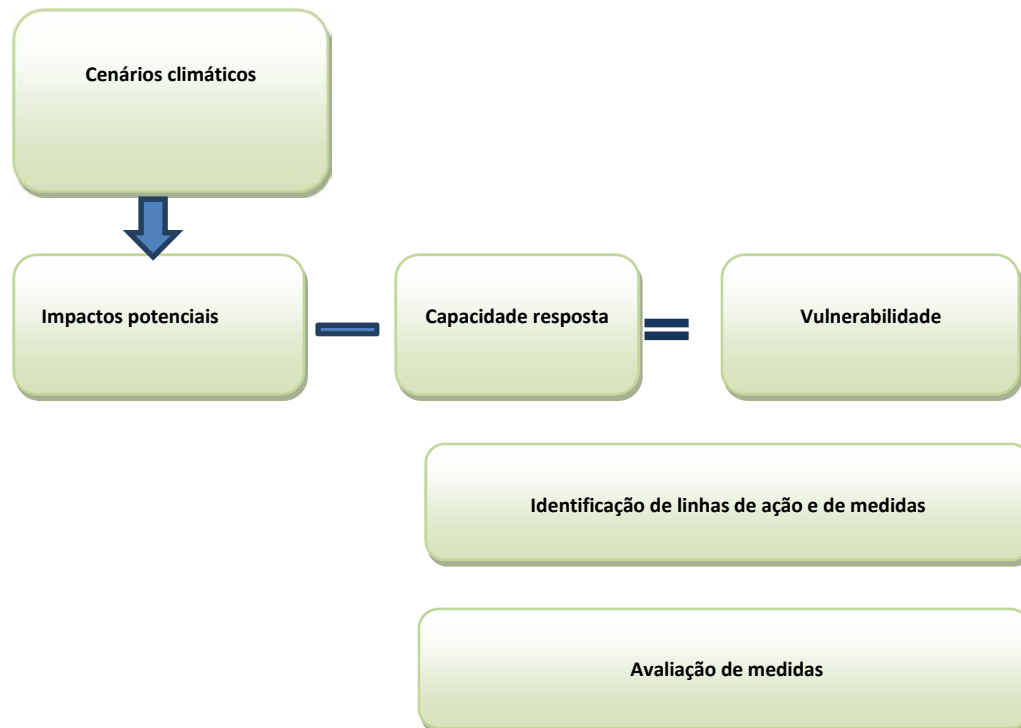 Cenários climáticos
Impactos potenciais
Capacidade resposta
Vulnerabilidade
Identificação de linhas de ação e de medidas
Avaliação de medidas